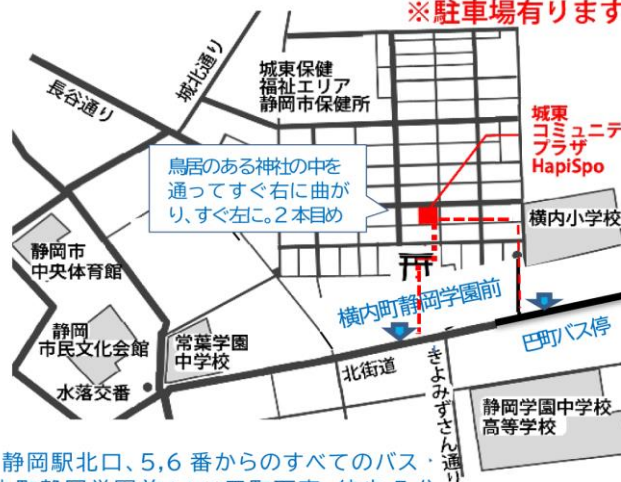 ※駐車場有ります
城北通り
長谷通り
城東保健
福祉エリア
静岡市保健所
城東
コミュニテ
プラザ
HapiSpo
鳥居のある神社の中を
通ってすぐ右に曲が
り、すぐ左に。2本目め
横内小学校
静岡市
中央体育館
横内町静岡学園前
巴町バス停
静岡
市民文化会館
常葉学園
中学校
水落交番
北街道
きよみずさん通り
静岡学園中学校
高等学校
静岡駅北口、5,6 番からのすべてのバス・